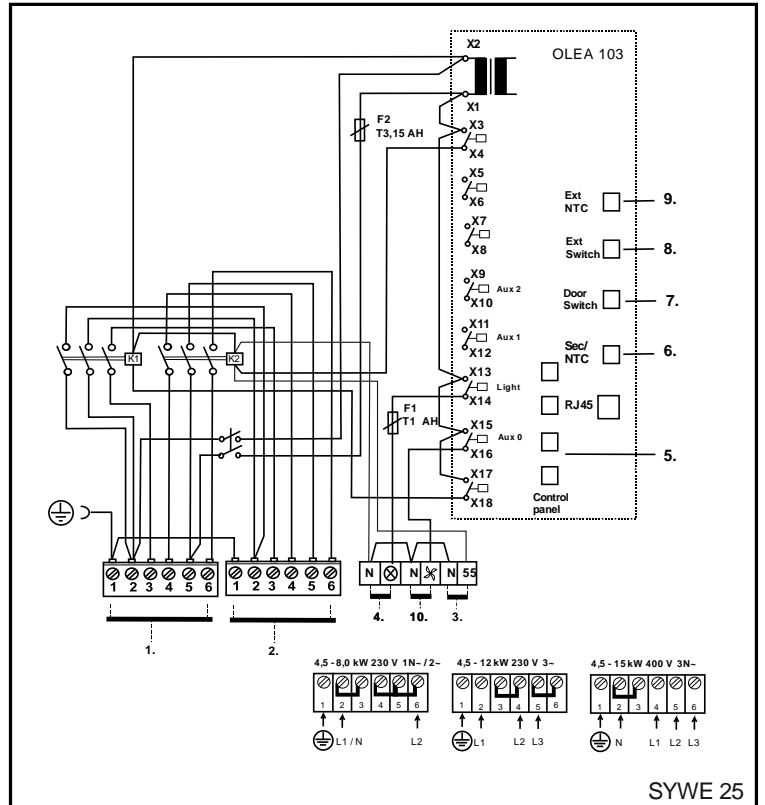 X2
OLEA 103
X1
F2
T3,15 AH
X3
X4
X5
X6
Ext NTC
9.
X7
X8
Ext Switch
8.
X9
X10
Aux 2
Door Switch
7.
X11
X12
Aux 1
Sec/ NTC
6.
K1
K2
X13
X14
Light
RJ45
F1
T1 AH
X15
X16
Aux 0
5.
X17
X18
Control panel
1 2 3 4 5 6
1 2 3 4 5 6
N N N 55
4. 10. 3.
1. 2.
4,5 - 8,0 kW 230 V 1N~ / 2~
1 2 3 4 5 6
L1 / N L2
4,5 - 12 kW 230 V 3~
1 2 3 4 5 6
L1 L2 L3
4,5 - 15 kW 400 V 3N~
1 2 3 4 5 6
N L1 L2 L3
SYWE 25